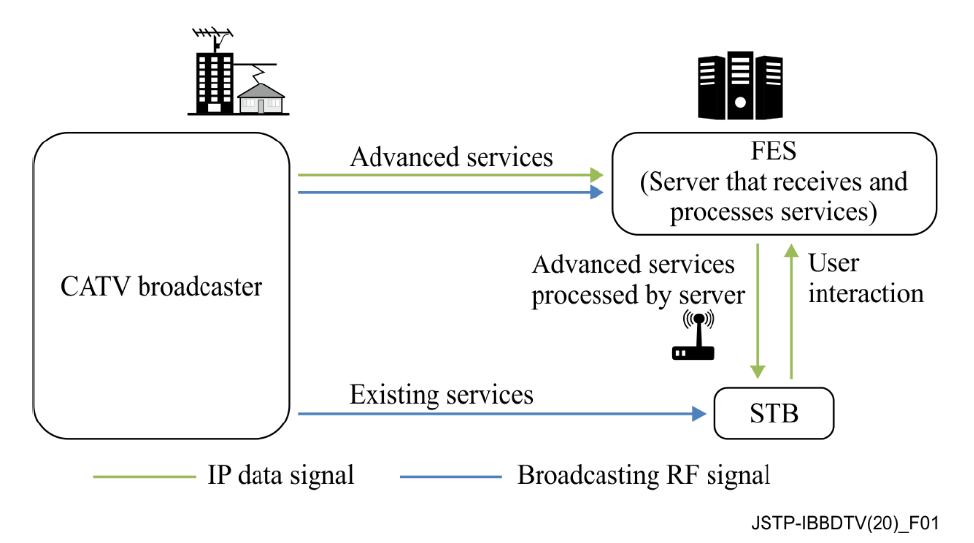 Advanced services
FES
(Server that receives and
processes services)
CATV broadcaster
Advanced services
processed by server
User
interaction
Existing services
STB
IP data signal
Broadcasting RF signal
JSTP-IBBDTV(20)_F01